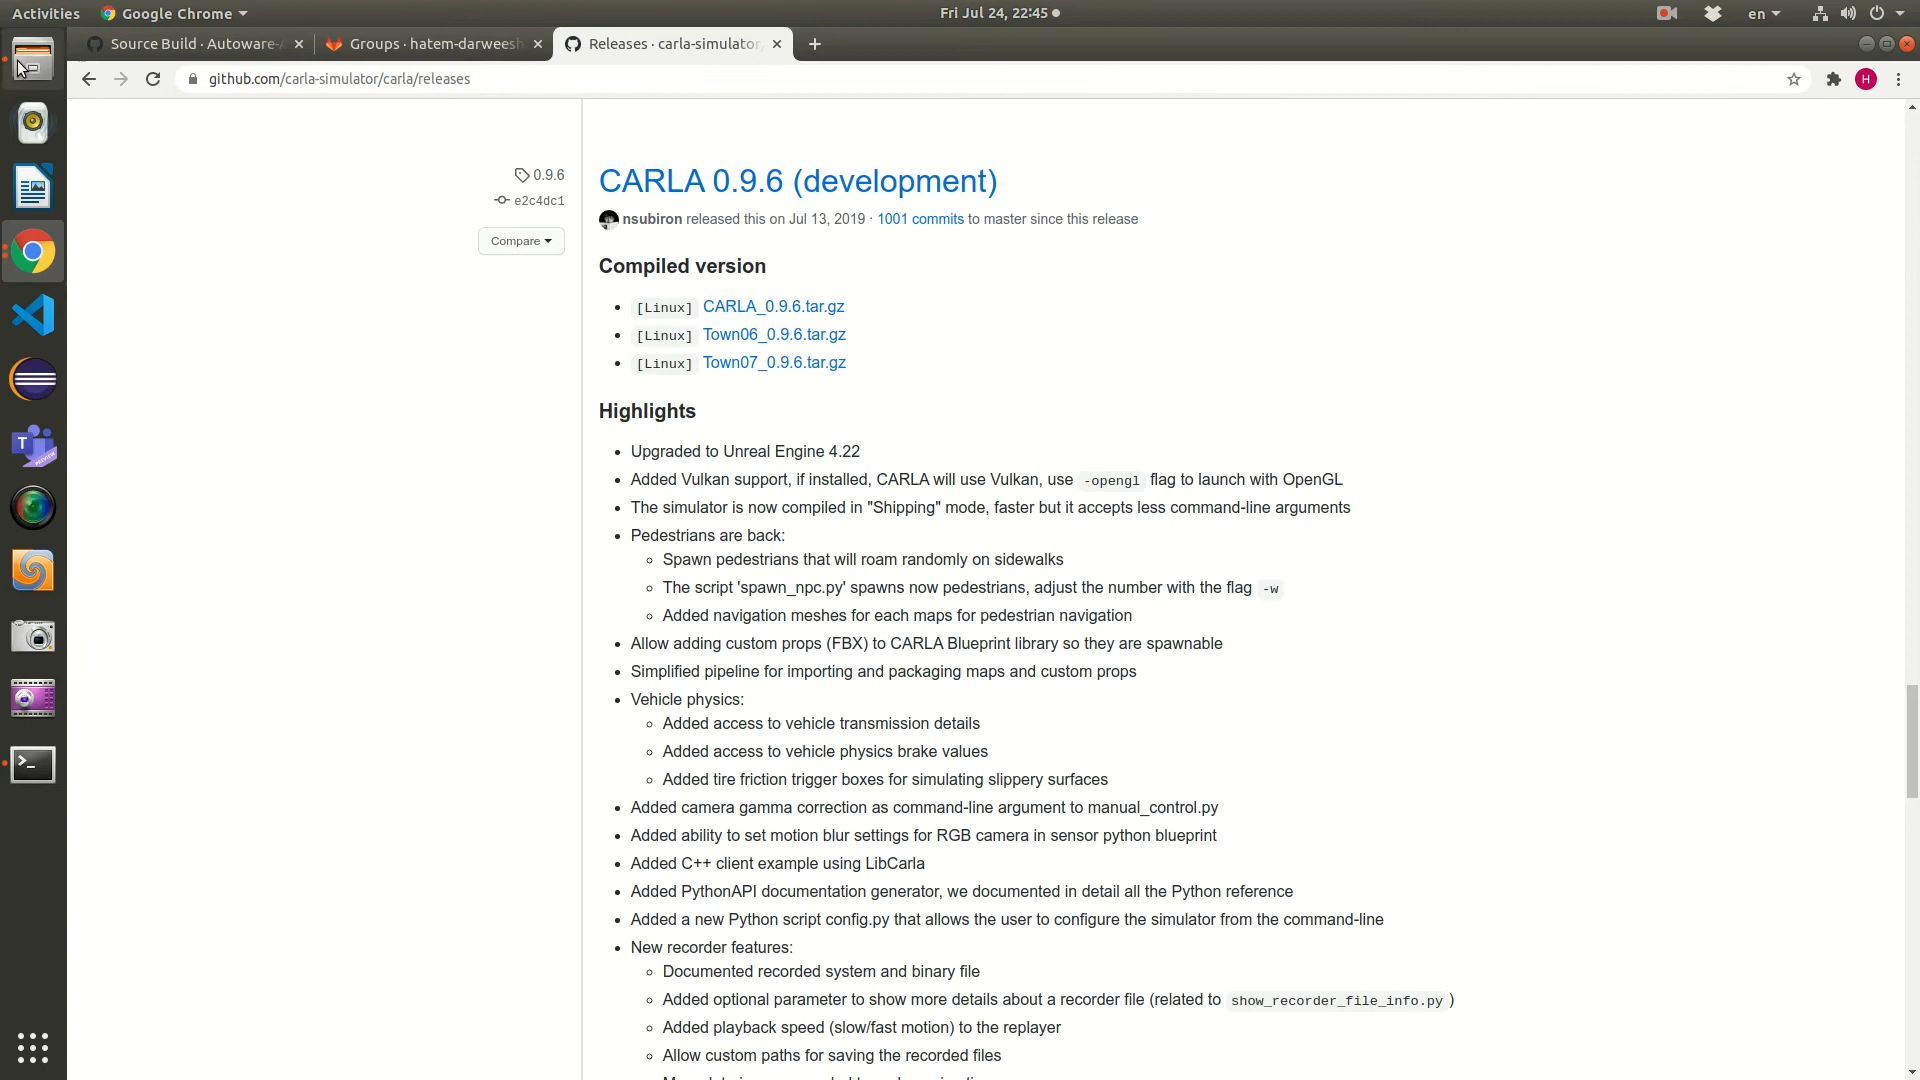 Activities Google Chrome Fri Jul 24, 22:45 en
Source Build · Autoware- Groups · hatem-darweesh Releases · carla-simulator
github.com/carla-simulator/carla/releases H
0.9.6
e2c4dc1
Compare
CARLA 0.9.6 (development)
nsubiron released this on Jul 13, 2019 · 1001 commits to master since this release
Compiled version
[Linux] CARLA_0.9.6.tar.gz
[Linux] Town06_0.9.6.tar.gz
[Linux] Town07_0.9.6.tar.gz
Highlights
Upgraded to Unreal Engine 4.22
Added Vulkan support, if installed, CARLA will use Vulkan, use -opengl flag to launch with OpenGL
The simulator is now compiled in "Shipping" mode, faster but it accepts less command-line arguments
Pedestrians are back:
Spawn pedestrians that will roam randomly on sidewalks
The script 'spawn_npc.py' spawns now pedestrians, adjust the number with the flag -w
Added navigation meshes for each maps for pedestrian navigation
Allow adding custom props (FBX) to CARLA Blueprint library so they are spawnable
Simplified pipeline for importing and packaging maps and custom props
Vehicle physics:
Added access to vehicle transmission details
Added access to vehicle physics brake values
Added tire friction trigger boxes for simulating slippery surfaces
Added camera gamma correction as command-line argument to manual_control.py
Added ability to set motion blur settings for RGB camera in sensor python blueprint
Added C++ client example using LibCarla
Added PythonAPI documentation generator, we documented in detail all the Python reference
Added a new Python script config.py that allows the user to configure the simulator from the command-line
New recorder features:
Documented recorded system and binary file
Added optional parameter to show more details about a recorder file (related to show_recorder_file_info.py )
Added playback speed (slow/fast motion) to the replayer
Allow custom paths for saving the recorded files